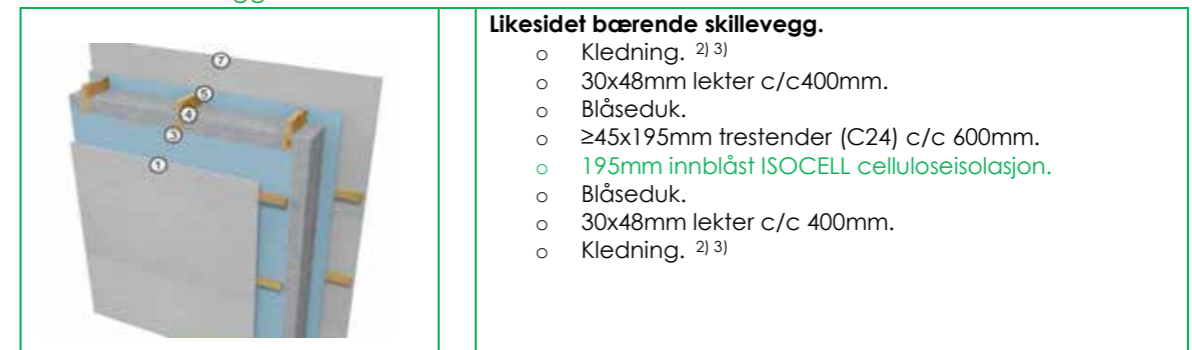 Likesidet bærende skillevegg.
o Kledning. 2) 3)
o 30x48mm lekter c/c400mm.
o Blåseduk.
o ≥45x195mm trestender (C24) c/c 600mm.
o 195mm innblåst ISOCELL celluloseisolasjon.
o Blåseduk.
o 30x48mm lekter c/c 400mm.
o Kledning. 2) 3)
7
5
4
3
1